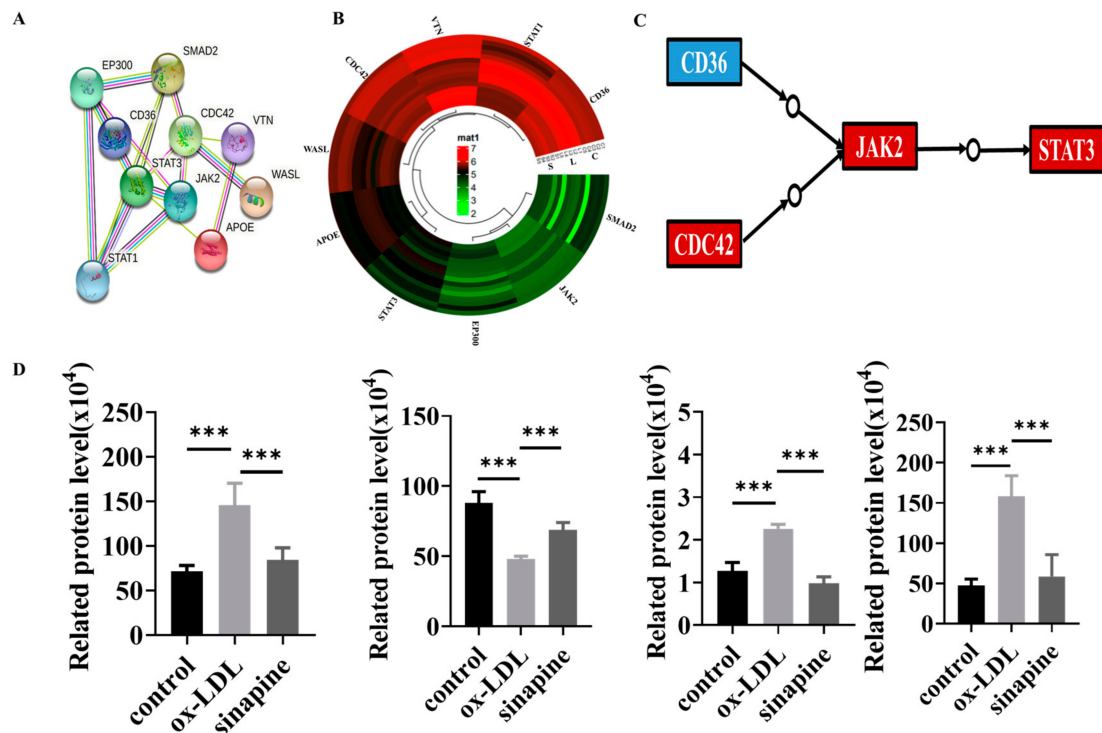 A
EP300
SMAD2
CD36
CDC42
VTN
STAT3
JAK2
WASL
APOE
STAT1
B
VTN
STAT1
CDC42
CD36
WASL
mat1
7
6
5
4
3
2
S L C
SMAD2
APOE
JAK2
STAT3
EP300
C
CD36
JAK2
STAT3
CDC42
D
Related protein level(x10⁴)
250
200
150
100
50
0
*** ***
control
ox-LDL
sinapine
Related protein level(x10⁴)
150
100
50
0
*** ***
control
ox-LDL
sinapine
Related protein level(x10⁴)
5
4
3
2
1
0
*** ***
control
ox-LDL
sinapine
Related protein level(x10⁴)
250
200
150
100
50
0
*** ***
control
ox-LDL
sinapine